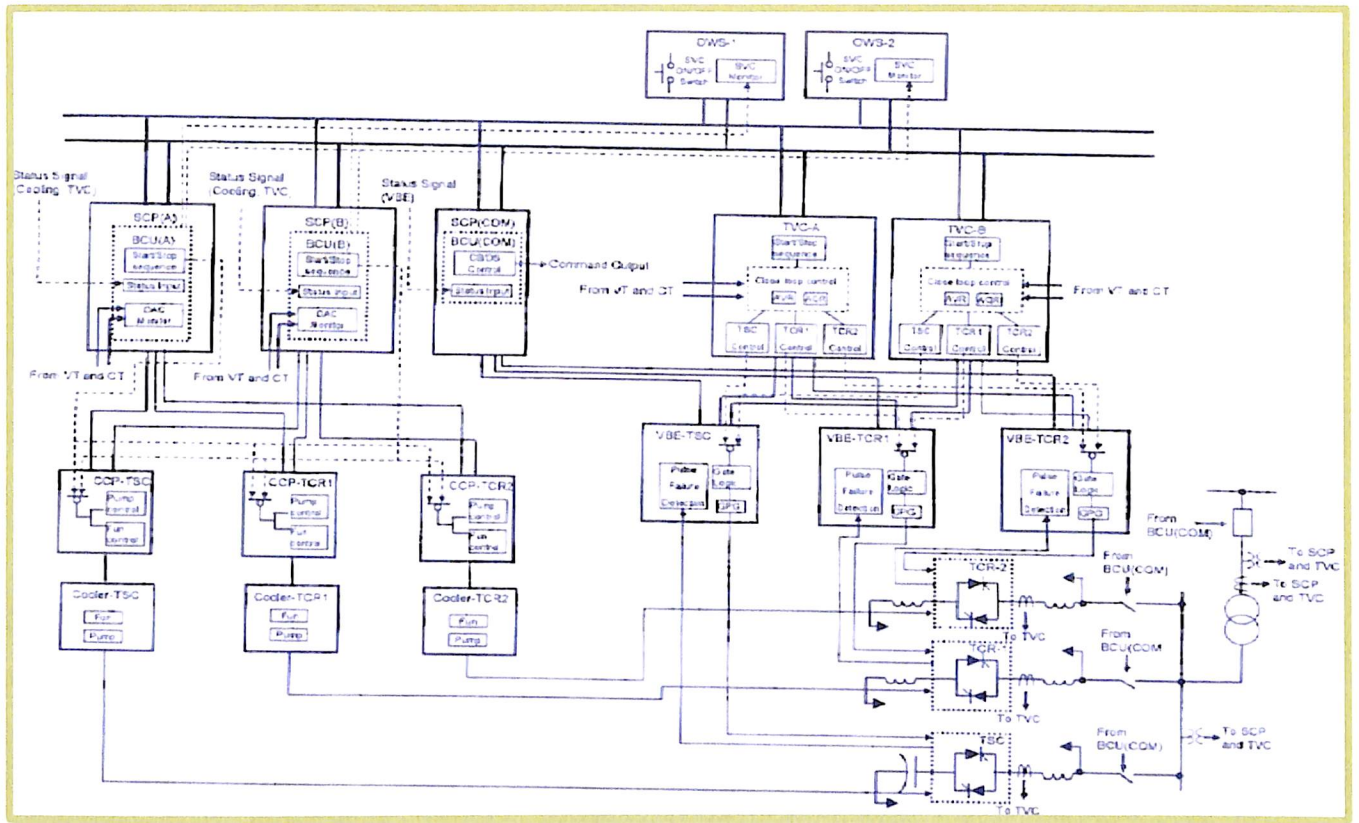 OWS-1
SVC
ON/OFF
Switch
SVC
Monitor
OWS-2
SVC
ON/OFF
Switch
SVC
Monitor
Status Signal
(Cooling, TVC)
Status Signal
(Cooling, TVC)
Status Signal
(VBE)
SCP(A)
BCU(A)
Start/Stop
sequence
Status Input
DAC
Monitor
From VT and CT
SCP(B)
BCU(B)
Start/Stop
sequence
Status Input
DAC
Monitor
From VT and CT
SCP(COM)
BCU(COM)
CB/DS
Control
Status Input
Command Output
TVC-A
Start/Stop
sequence
Close loop control
AVR
AQR
TSC
Control
TCR1
Control
TCR2
Control
From VT and CT
TVC-B
Start/Stop
sequence
Close loop control
AVR
AQR
TSC
Control
TCR1
Control
TCR2
Control
From VT and CT
VBE-TSC
Pulse
Failure
Detection
Gate
Logic
GPG
VBE-TCR1
Pulse
Failure
Detection
Gate
Logic
GPG
VBE-TCR2
Pulse
Failure
Detection
Gate
Logic
GPG
CCP-TSC
Pump
control
Fun
control
CCP-TCR1
Pump
control
Fun
control
CCP-TCR2
Pump
control
Fun
control
Cooler-TSC
Fun
Pump
Cooler-TCR1
Fun
Pump
Cooler-TCR2
Fun
Pump
From
BCU(COM)
To SCP
and TVC
To SCP
and TVC
TCR-2
To TVC
From
BCU(COM)
TCR-1
To TVC
From
BCU(COM
TSC
To TVC
From
BCU(COM)
To SCP
and TVC